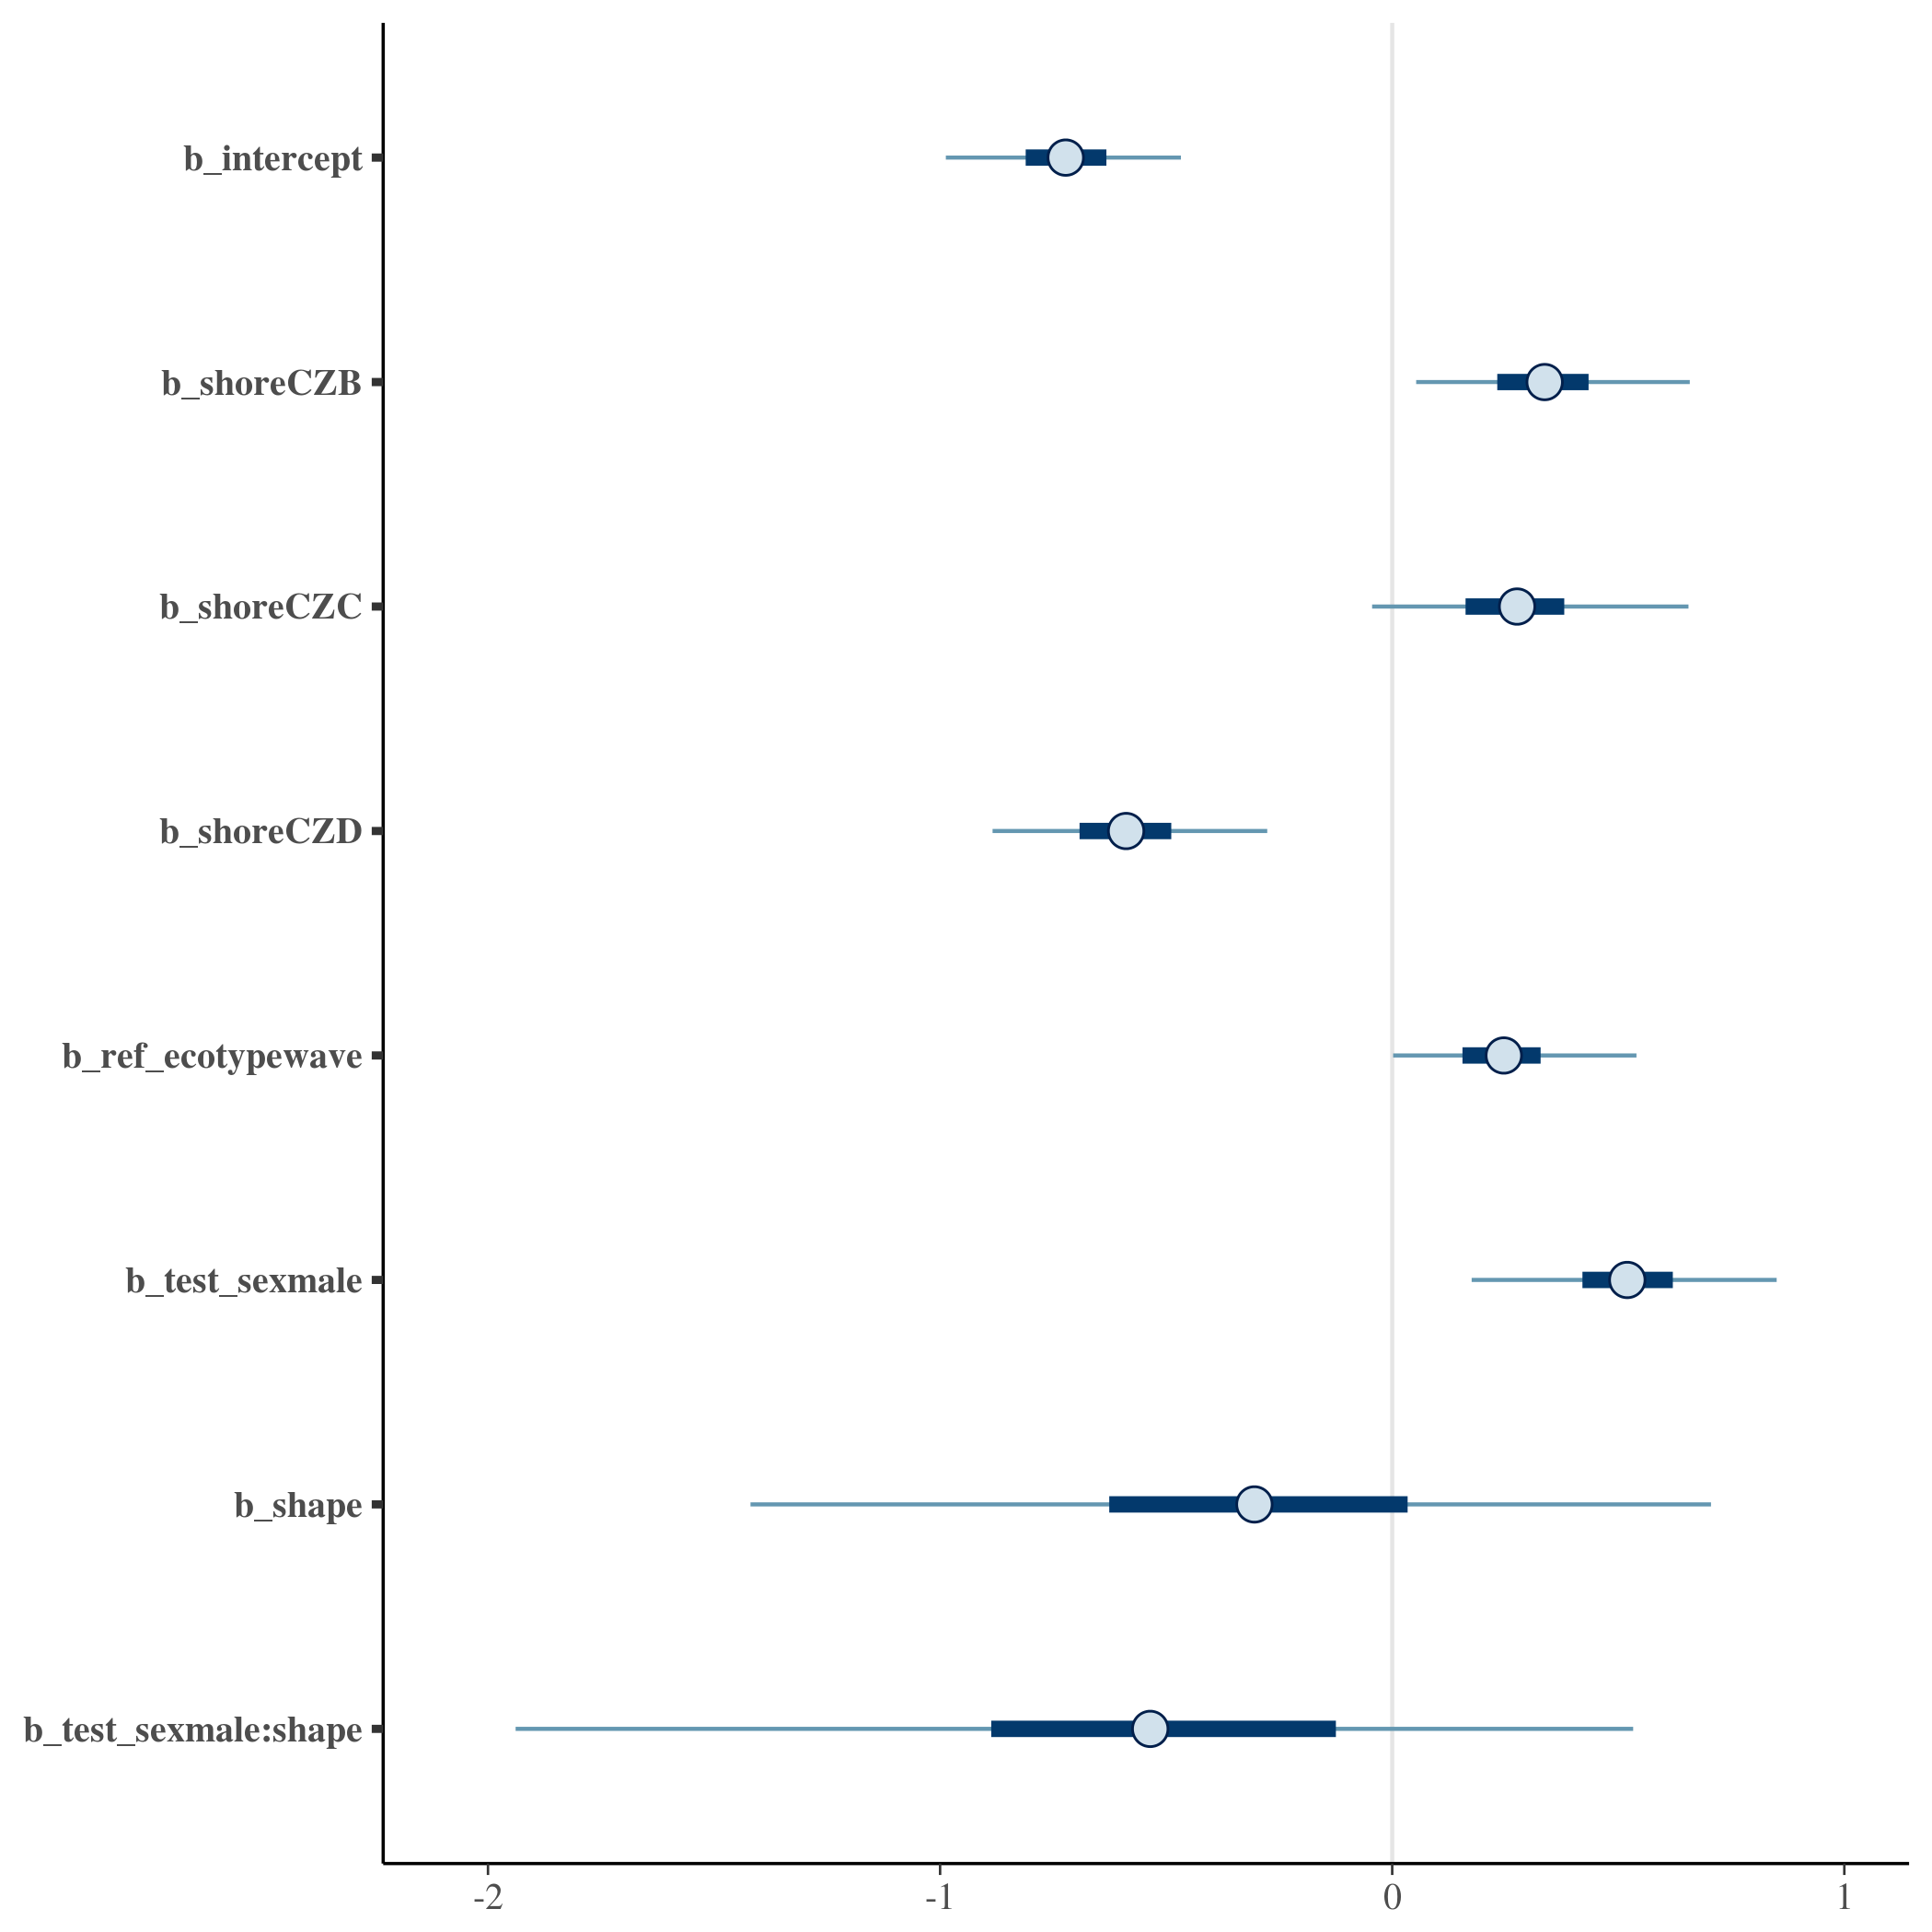 b_intercept
b_shoreCZB
b_shoreCZC
b_shoreCZD
b_ref_ecotypewave
b_test_sexmale
b_shape
b_test_sexmale:shape
-2 -1 0 1